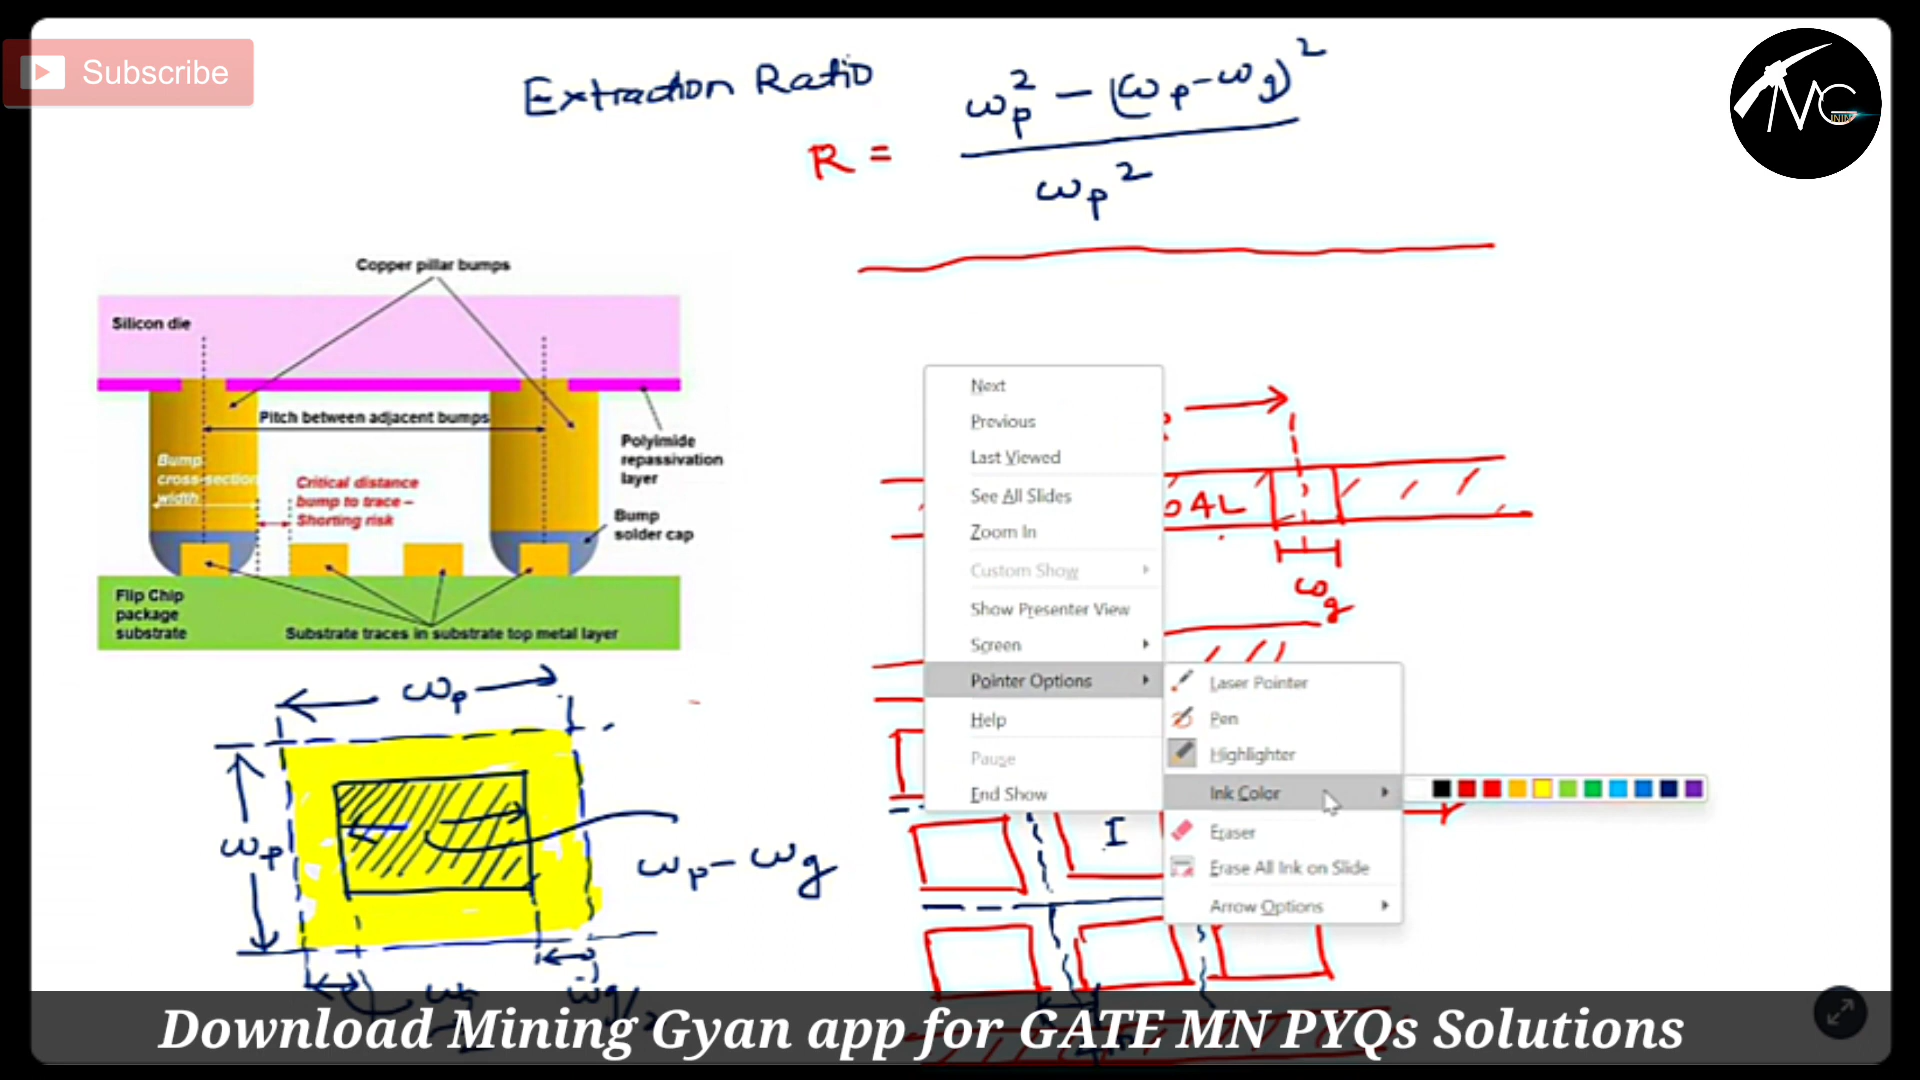 Subscribe
Extraction Ratio
R =
ωp² - (ωp-ωg)²
ωp²
MG
Copper pillar bumps
Silicon die
Pitch between adjacent bumps
Bump
cross-section
width
Critical distance
bump to trace –
Shorting risk
Polyimide
repassivation
layer
Bump
solder cap
Flip Chip
package
substrate
Substrate traces in substrate top metal layer
Next
Previous
Last Viewed
See All Slides
Zoom In
Custom Show
Show Presenter View
Screen
Pointer Options
Help
Pause
End Show
Laser Pointer
Pen
Highlighter
Ink Color
Eraser
Erase All Ink on Slide
Arrow Options
OAL
ωg
I
ωp
ωp
ωp - ωg
Download Mining Gyan app for GATE MN PYQs Solutions